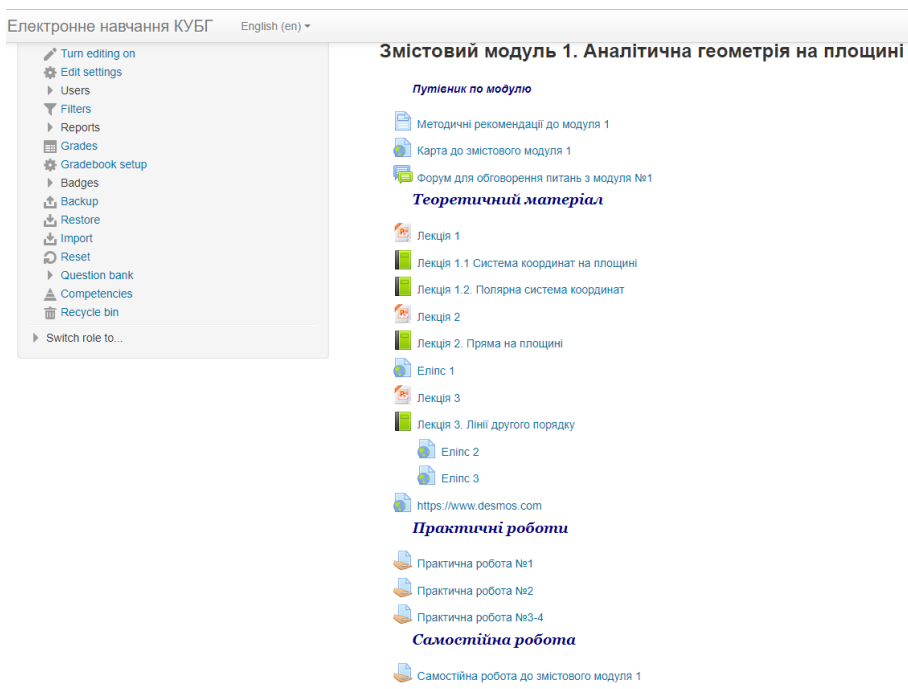 Електронне навчання КУБГ English (en)
Turn editing on
Edit settings
Users
Filters
Reports
Grades
Gradebook setup
Badges
Backup
Restore
Import
Reset
Question bank
Competencies
Recycle bin
Switch role to...
Змістовий модуль 1. Аналітична геометрія на площині
Путівник по модулю
Методичні рекомендації до модуля 1
Карта до змістового модуля 1
Форум для обговорення питань з модуля №1
Теоретичний матеріал
Лекція 1
Лекція 1.1 Система координат на площині
Лекція 1.2. Полярна система координат
Лекція 2
Лекція 2. Пряма на площині
Еліпс 1
Лекція 3
Лекція 3. Лінії другого порядку
Еліпс 2
Еліпс 3
https://www.desmos.com
Практичні роботи
Практична робота №1
Практична робота №2
Практична робота №3-4
Самостійна робота
Самостійна робота до змістового модуля 1